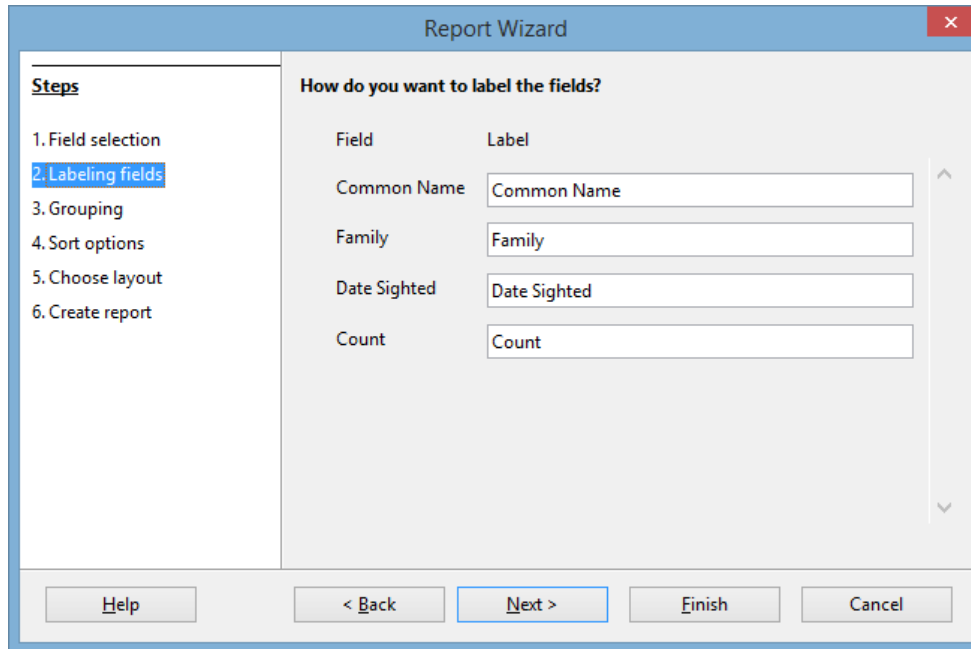 Report Wizard
Steps
1. Field selection
2. Labeling fields
3. Grouping
4. Sort options
5. Choose layout
6. Create report
How do you want to label the fields?
Field Label
Common Name Common Name
Family Family
Date Sighted Date Sighted
Count Count
Help < Back Next > Finish Cancel